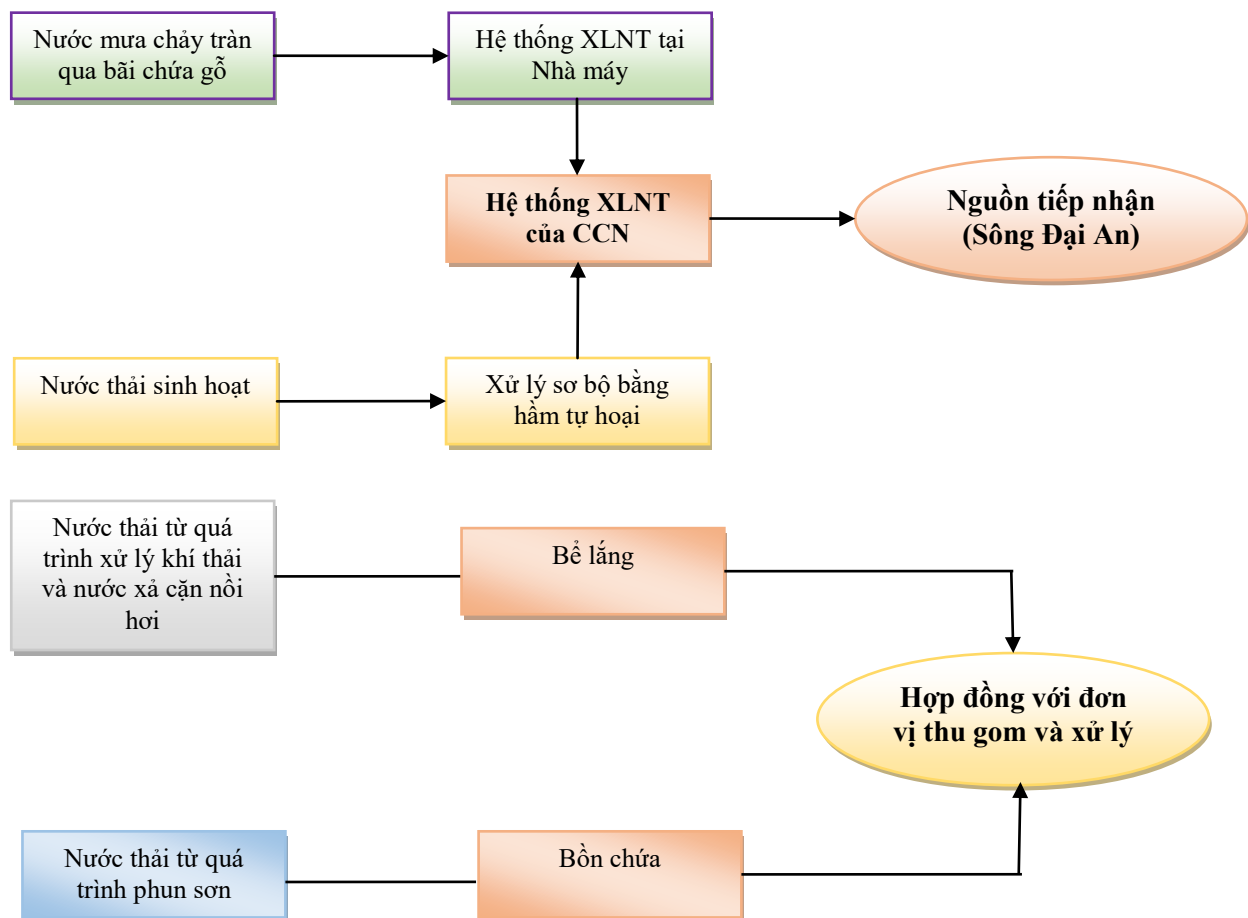 Nước mưa chảy tràn
qua bãi chứa gỗ
Hệ thống XLNT tại
Nhà máy
Hệ thống XLNT
của CCN
Nguồn tiếp nhận
(Sông Đại An)
Nước thải sinh hoạt
Xử lý sơ bộ bằng
hầm tự hoại
Nước thải từ quá
trình xử lý khí thải
và nước xả cặn nồi
hơi
Bể lắng
Hợp đồng với đơn
vị thu gom và xử lý
Nước thải từ quá
trình phun sơn
Bồn chứa